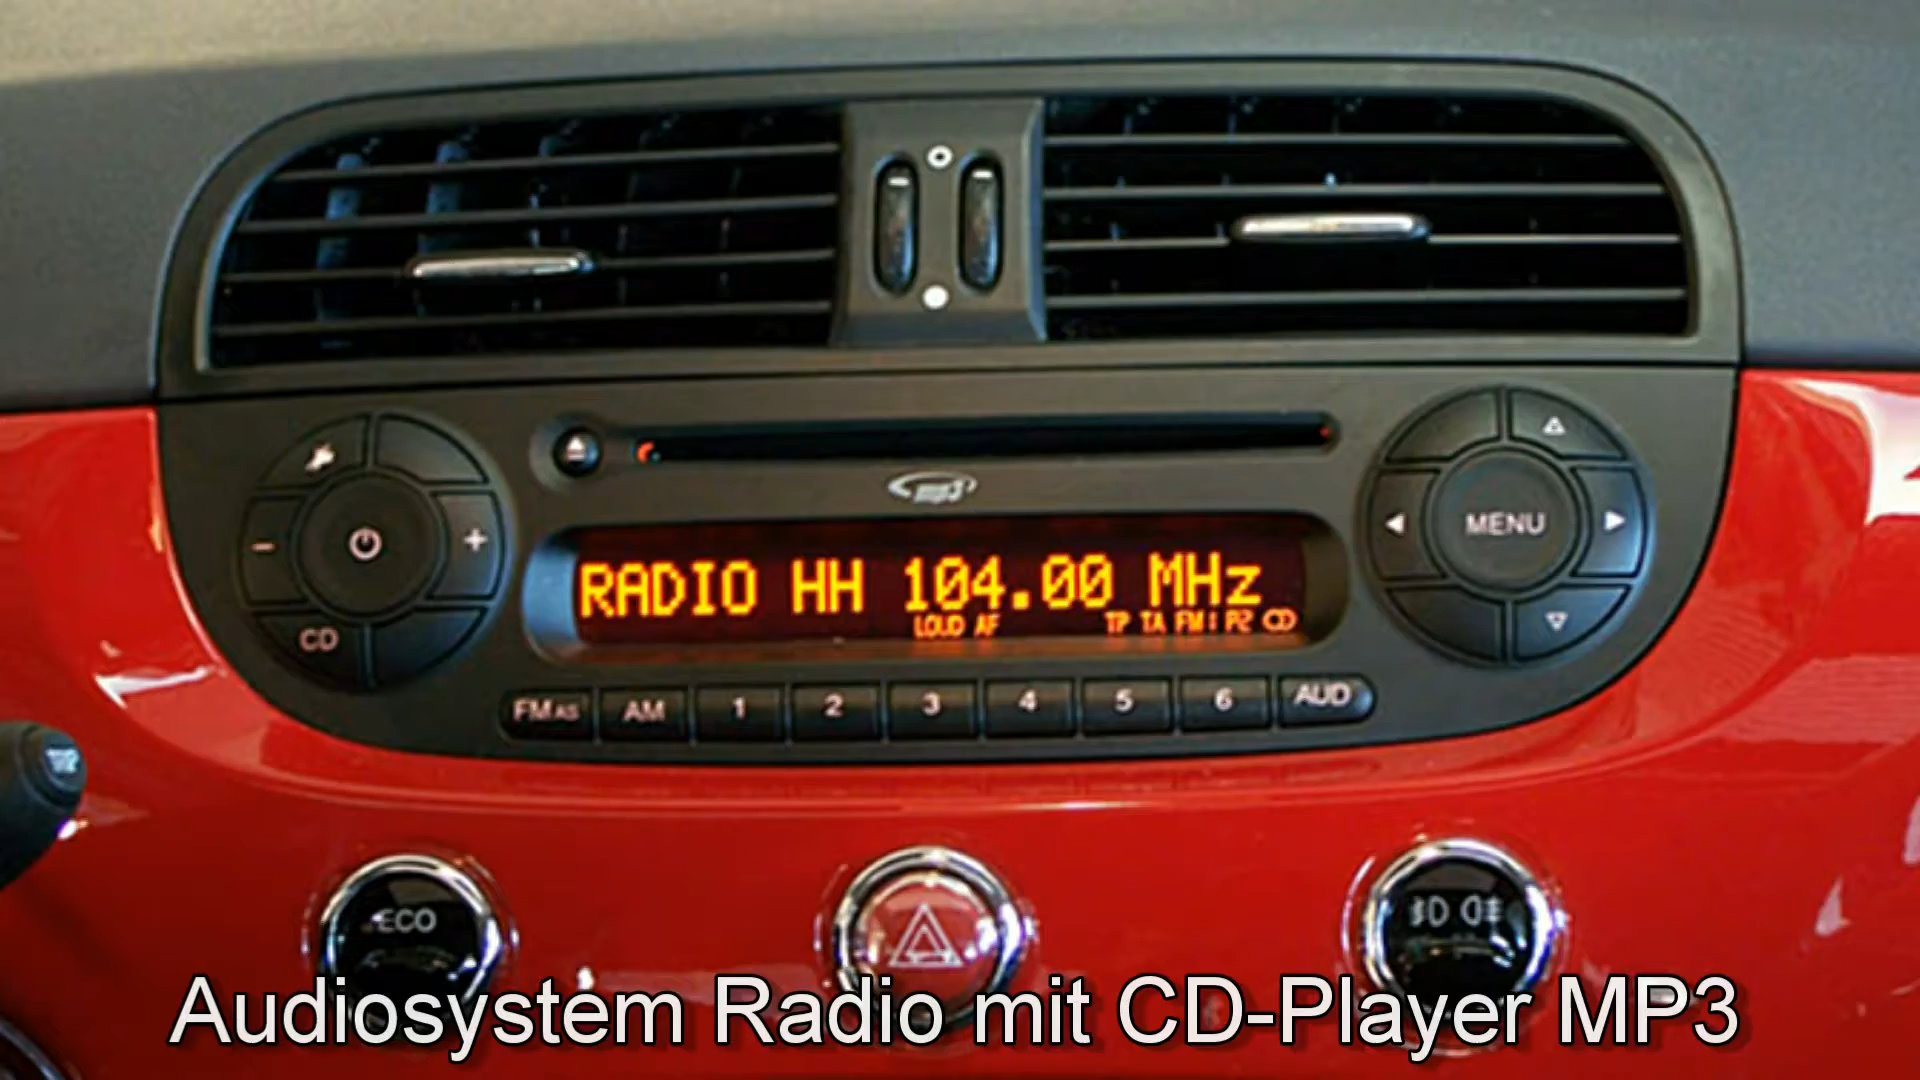 mp3
MENU
RADIO HH 104.00 MHz
LOUD AF TP TA FM1 P2 CD
CD
FM AS AM 1 2 3 4 5 6 AUD
ECO
Audiosystem Radio mit CD-Player MP3